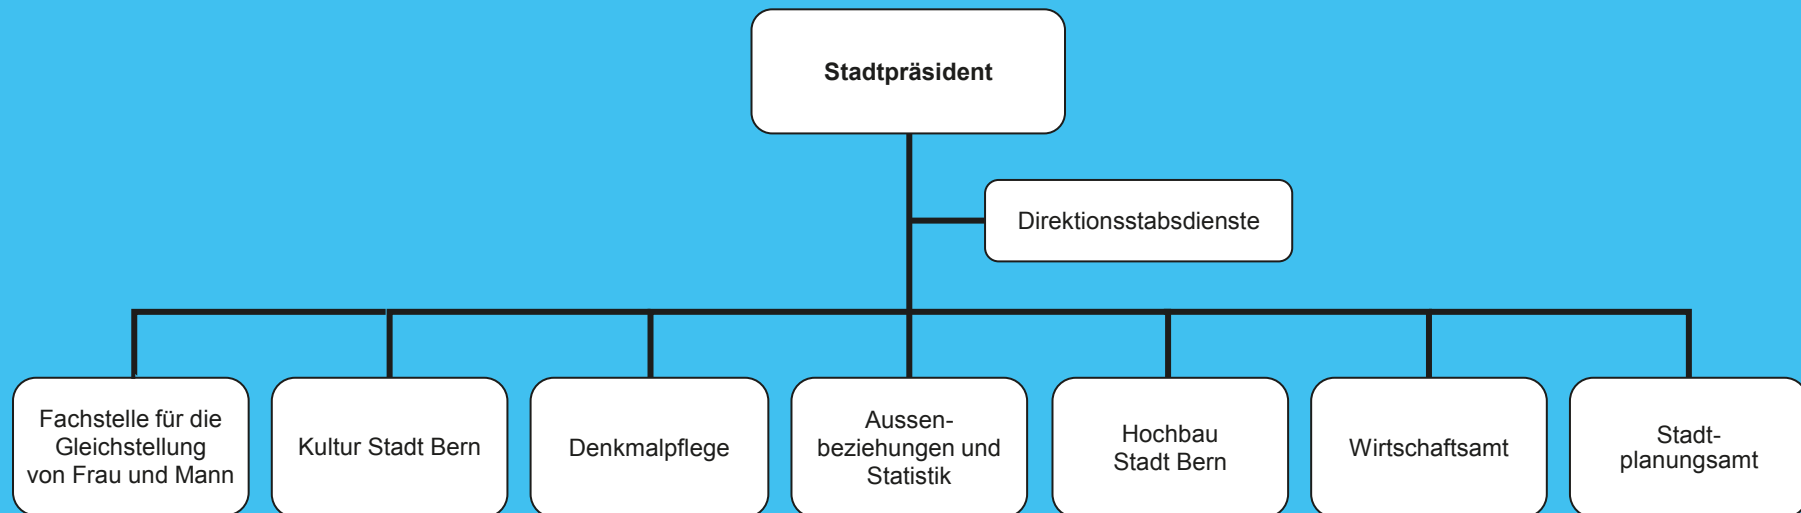 Stadtpräsident
Direktionsstabsdienste
Fachstelle für die
Gleichstellung
von Frau und Mann
Kultur Stadt Bern
Denkmalpflege
Aussen-
beziehungen und
Statistik
Hochbau
Stadt Bern
Wirtschaftsamt
Stadt-
planungsamt